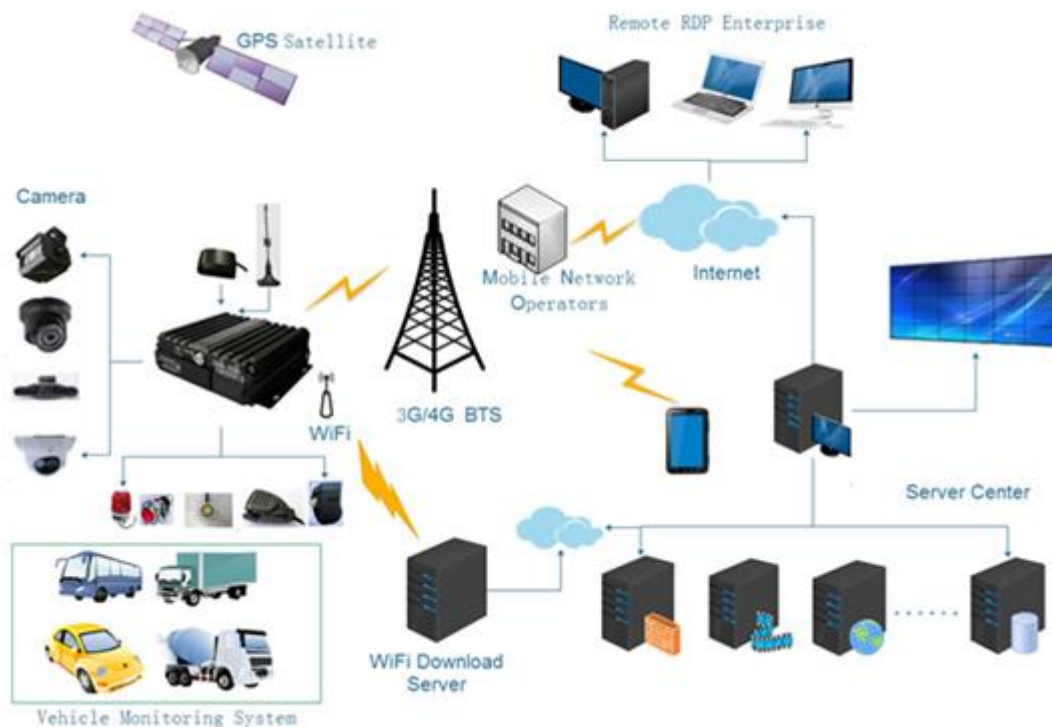 GPS Satellite
Remote RDP Enterprise
Camera
Mobile Network
Operators
Internet
WiFi
3G/4G BTS
Server Center
WiFi Download
Server
Vehicle Monitoring System